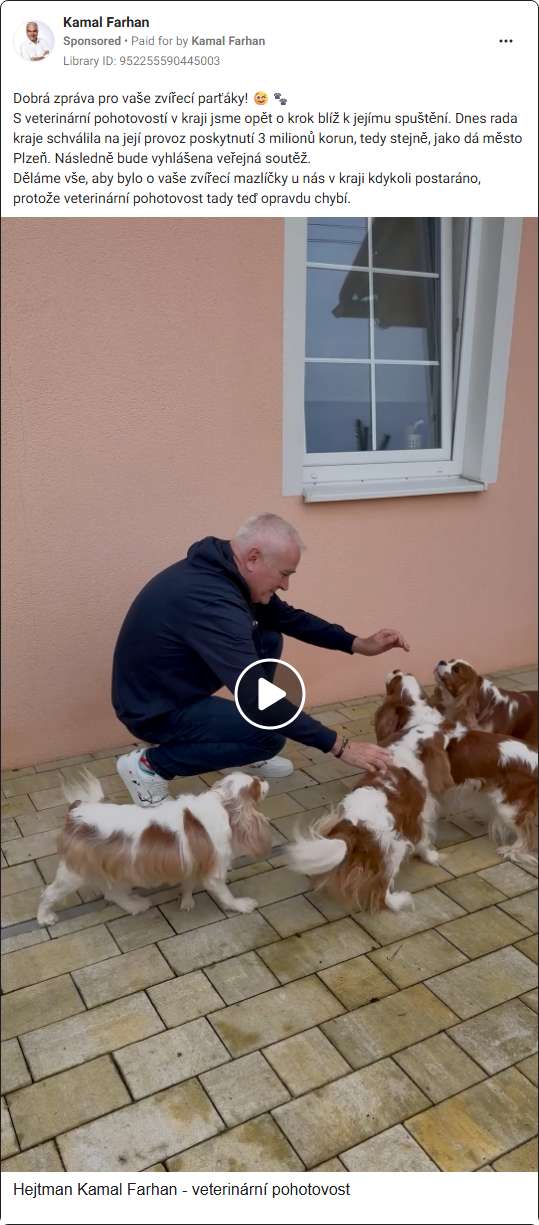 Kamal Farhan
Sponsored • Paid for by Kamal Farhan
Library ID: 952255590445003
Dobrá zpráva pro vaše zvířecí parťáky! 😉 🐾
S veterinární pohotovostí v kraji jsme opět o krok blíž k jejímu spuštění. Dnes rada
kraje schválila na její provoz poskytnutí 3 milionů korun, tedy stejně, jako dá město
Plzeň. Následně bude vyhlášena veřejná soutěž.
Děláme vše, aby bylo o vaše zvířecí mazlíčky u nás v kraji kdykoli postaráno,
protože veterinární pohotovost tady teď opravdu chybí.
Hejtman Kamal Farhan - veterinární pohotovost